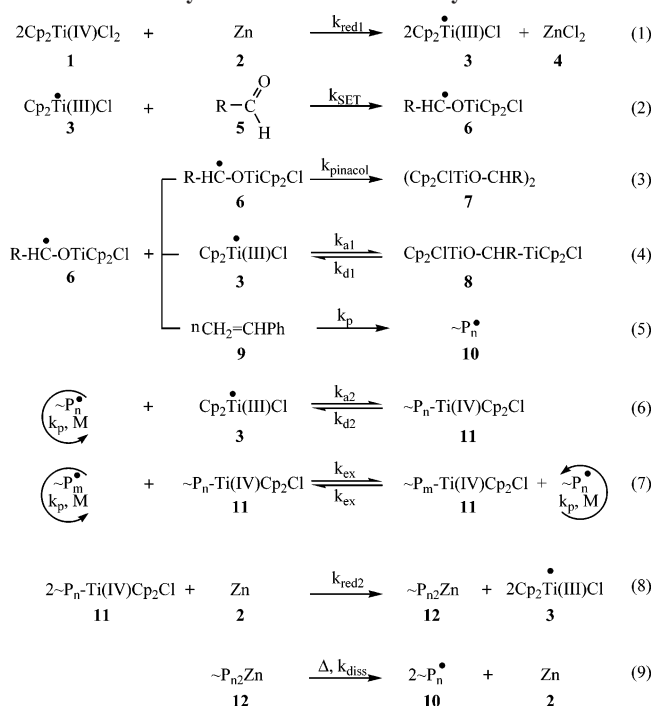 2Cp₂Ti(IV)Cl₂ + Zn k_red1 2Cp₂Ti(III)Cl + ZnCl₂ (1)
1 2 3 4
Cp₂Ti(III)Cl + R-C O H k_SET R-HC•-OTiCp₂Cl (2)
3 5 6
R-HC•-OTiCp₂Cl k_pinacol (Cp₂ClTiO-CHR)₂ (3)
6 7
R-HC•-OTiCp₂Cl + Cp₂Ti•(III)Cl k_a1 k_d1 Cp₂ClTiO-CHR-TiCp₂Cl (4)
6 3 8
nCH₂=CHPh k_p ~Pn• (5)
9 10
~Pn• k_p, M + Cp₂Ti•(III)Cl k_a2 k_d2 ~Pn-Ti(IV)Cp₂Cl (6)
3 11
~Pm• k_p, M + ~Pn-Ti(IV)Cp₂Cl k_ex k_ex ~Pm-Ti(IV)Cp₂Cl + ~Pn• k_p, M (7)
11 11
2~Pn-Ti(IV)Cp₂Cl + Zn k_red2 ~Pn2Zn + 2Cp₂Ti•(III)Cl (8)
11 2 12 3
~Pn2Zn Δ, k_diss 2~Pn• + Zn (9)
12 10 2